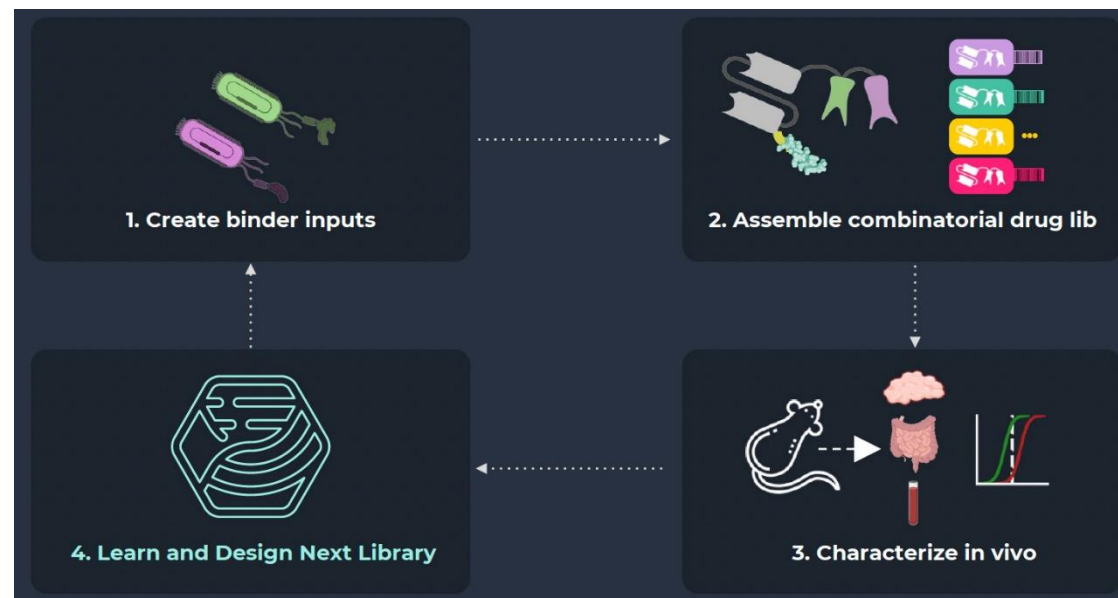 1. Create binder inputs
2. Assemble combinatorial drug lib
4. Learn and Design Next Library
3. Characterize in vivo